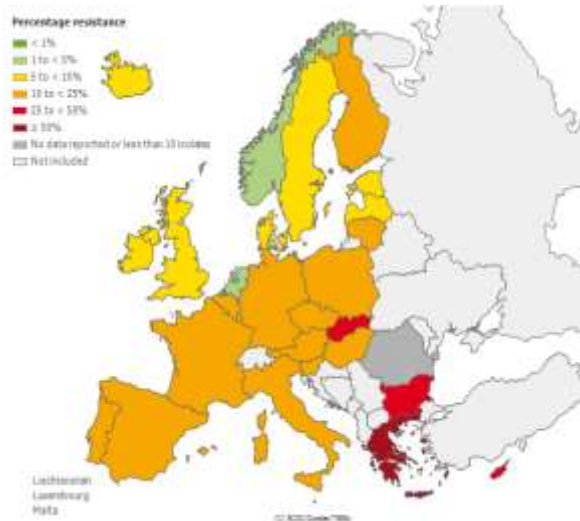 Percentage resistance
< 1%
1 to < 5%
5 to < 10%
10 to < 25%
25 to < 50%
≥ 50%
No data reported or less than 10 isolates
Not included
Liechtenstein
Luxembourg
Malta